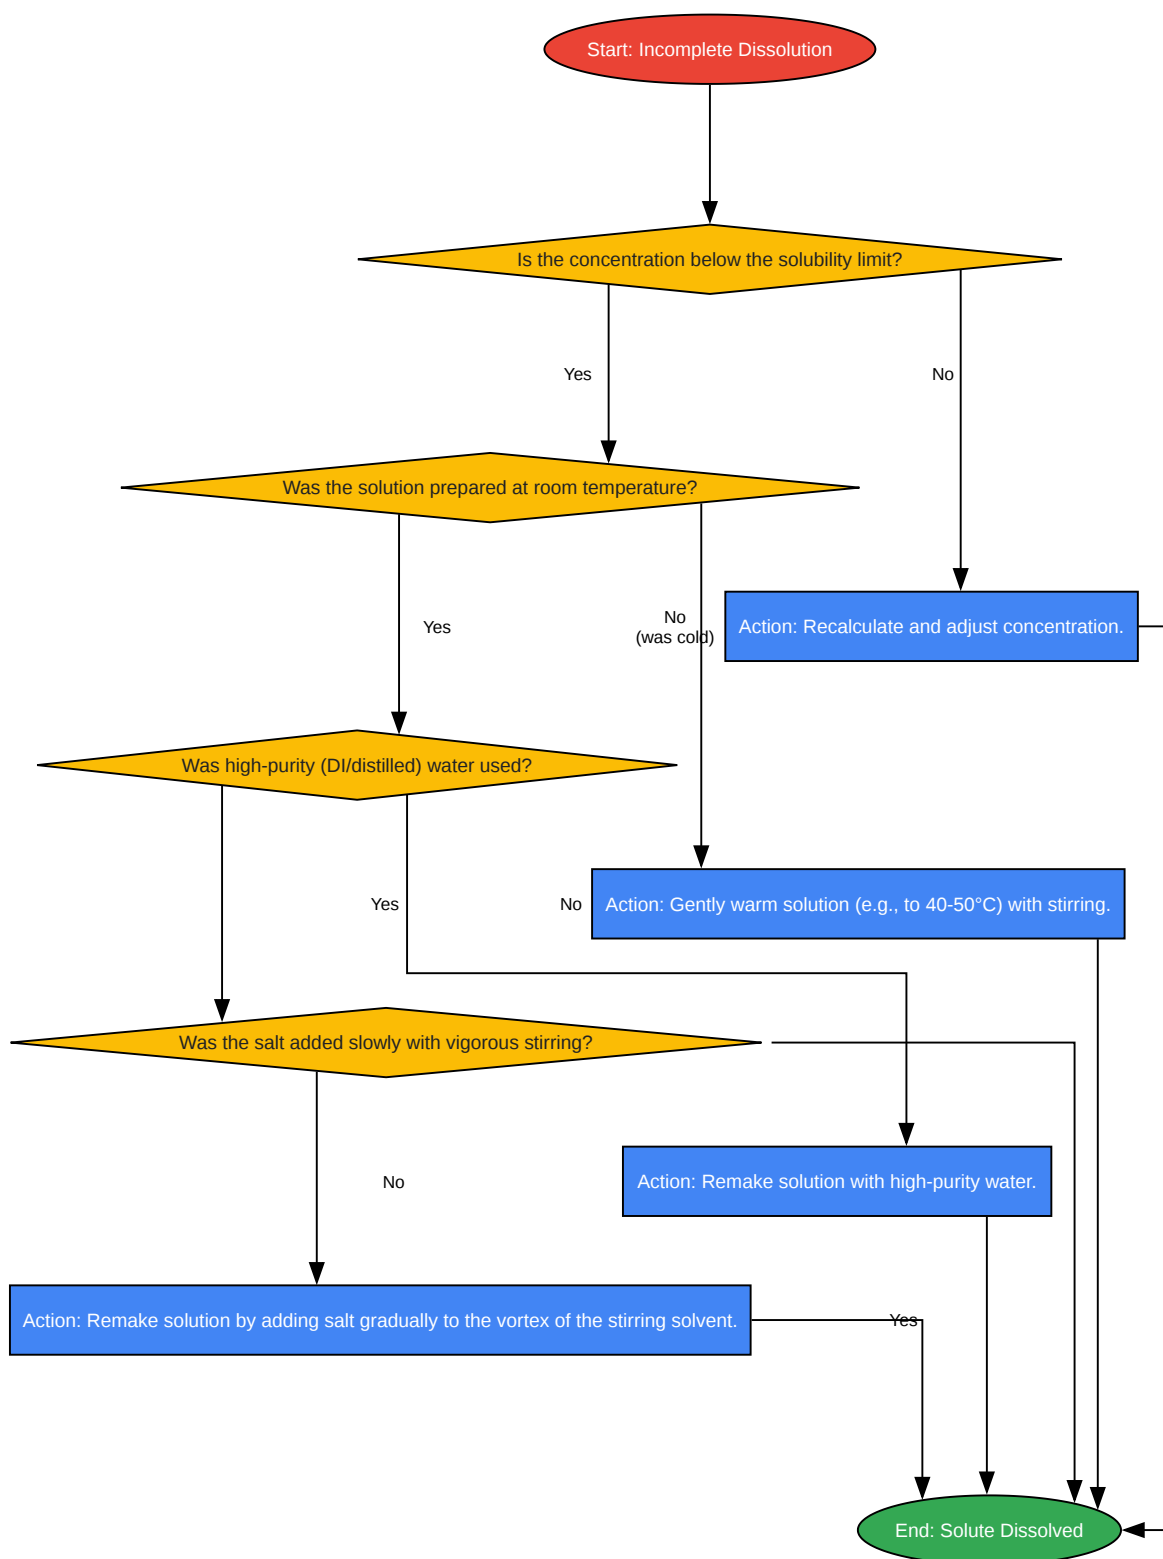 Start: Incomplete Dissolution
Is the concentration below the solubility limit?
Yes
No
Was the solution prepared at room temperature?
Yes
No
(was cold)
Action: Recalculate and adjust concentration.
Was high-purity (DI/distilled) water used?
Yes
No
Action: Gently warm solution (e.g., to 40-50°C) with stirring.
Was the salt added slowly with vigorous stirring?
No
Action: Remake solution with high-purity water.
Action: Remake solution by adding salt gradually to the vortex of the stirring solvent.
Yes
End: Solute Dissolved